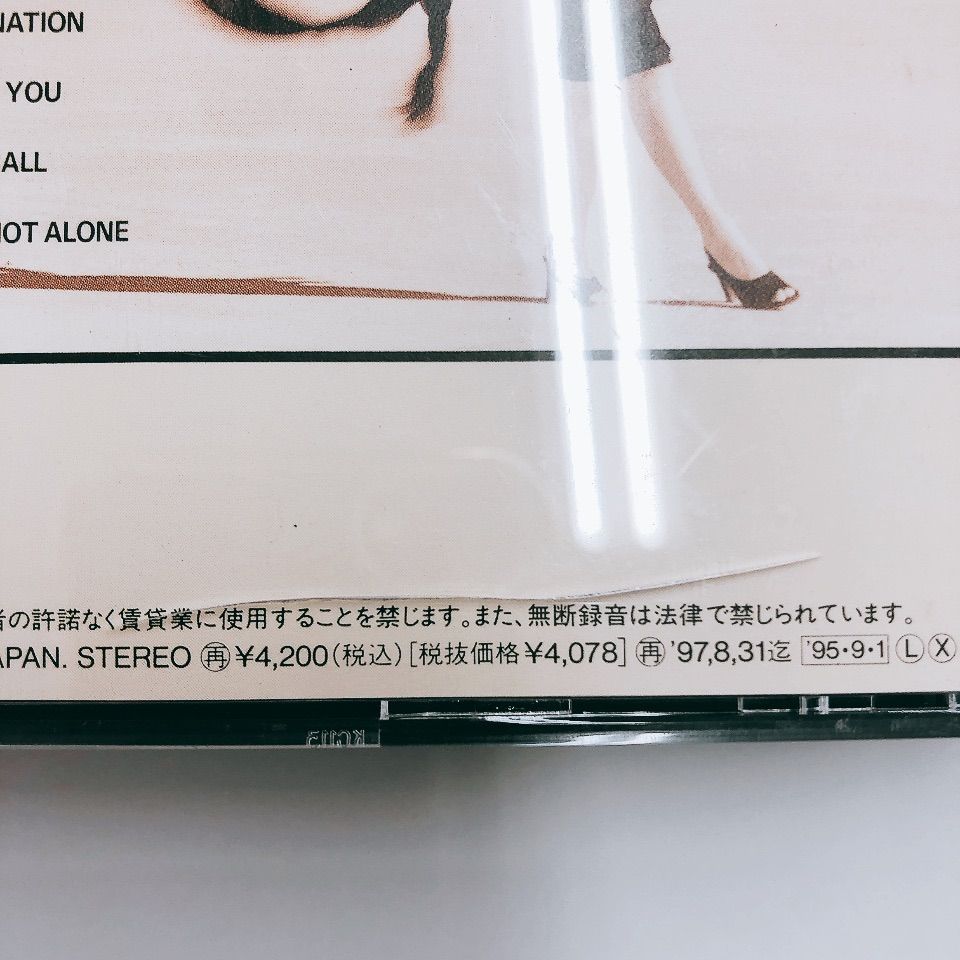 NATION
YOU
ALL
NOT ALONE
者の許諾なく賃貸業に使用することを禁じます。また、無断録音は法律で禁じられています。
JAPAN. STEREO ㊢¥4,200(税込)[税抜価格¥4,078] ㊢'97,8,31迄 '95・9・1 Ⓛ Ⓧ